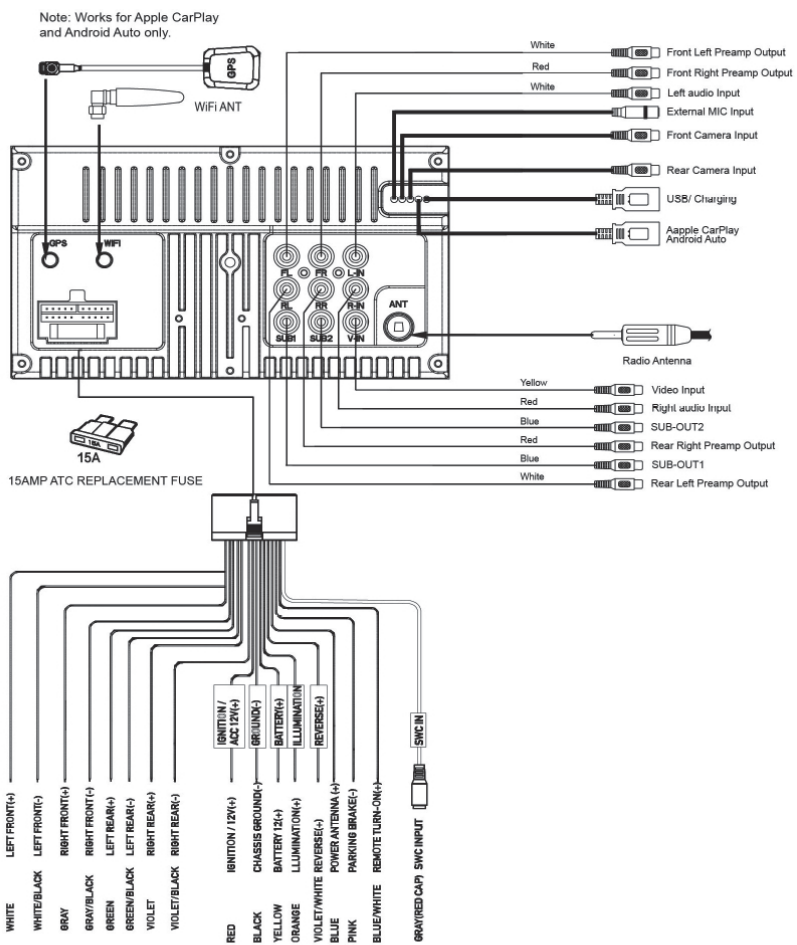 Note: Works for Apple CarPlay
and Android Auto only.
GPS
WiFi ANT
White
Front Left Preamp Output
Red
Front Right Preamp Output
White
Left audio Input
External MIC Input
Front Camera Input
Rear Camera Input
USB/ Charging
Aapple CarPlay
Android Auto
GPS
WIFI
FL
FR
L-IN
RL
RR
R-IN
ANT
SUB1
SUB2
V-IN
Radio Antenna
Yellow
Video Input
Red
Right audio Input
Blue
SUB-OUT2
Red
Rear Right Preamp Output
Blue
SUB-OUT1
White
Rear Left Preamp Output
15A
15A
15AMP ATC REPLACEMENT FUSE
IGNITION /
ACC 12V(+)
GROUND(-)
BATTERY(+)
ILLUMINATION
REVERSE(+)
SWC IN
WHITE LEFT FRONT(+)
WHITE/BLACK LEFT FRONT(-)
GRAY RIGHT FRONT(+)
GRAY/BLACK RIGHT FRONT(-)
GREEN LEFT REAR(+)
GREEN/BLACK LEFT REAR(-)
VIOLET RIGHT REAR(+)
VIOLET/BLACK RIGHT REAR(-)
RED IGNITION / 12V(+)
BLACK CHASSIS GROUND(-)
YELLOW BATTERY 12(+)
ORANGE LLUMINATION(+)
VIOLET/WHITE REVERSE(+)
BLUE POWER ANTENNA (+)
PINK PARKING BRAKE(-)
BLUE/WHITE REMOTE TURN-ON(+)
GRAY(RED CAP) SWC INPUT